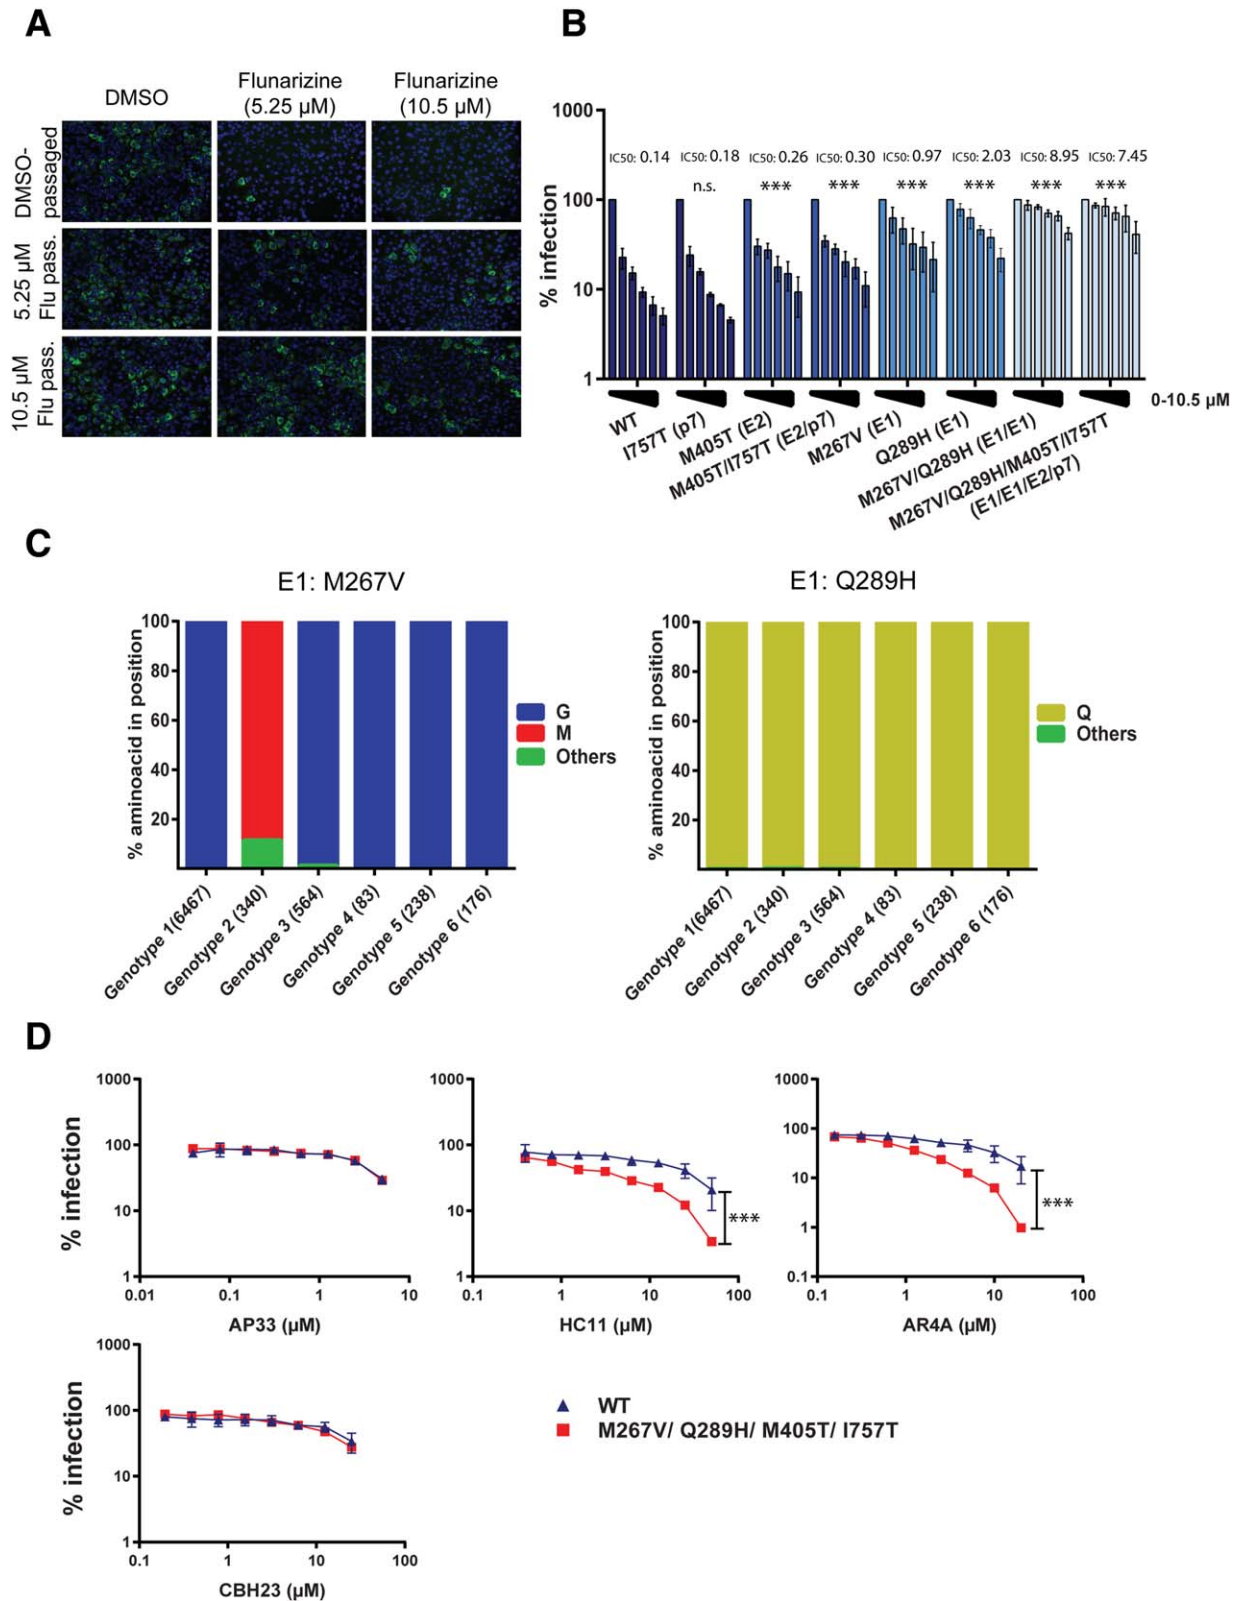 A
DMSO
Flunarizine
(5.25 µM)
Flunarizine
(10.5 µM)
DMSO-
passaged
5.25 µM
Flu pass.
10.5 µM
Flu pass.
B
% infection
1000
100
10
1
IC50: 0.14
IC50: 0.18
IC50: 0.26
IC50: 0.30
IC50: 0.97
IC50: 2.03
IC50: 8.95
IC50: 7.45
n.s.
***
***
***
***
***
***
0-10.5 µM
WT
I757T (p7)
M405T (E2)
M405T/I757T (E2/p7)
M267V (E1)
Q289H (E1)
M267V/Q289H (E1/E1)
M267V/Q289H/M405T/I757T
(E1/E1/E2/p7)
C
E1: M267V
% aminoacid in position
100
80
60
40
20
G
M
Others
Genotype 1(6467)
Genotype 2 (340)
Genotype 3 (564)
Genotype 4 (83)
Genotype 5 (238)
Genotype 6 (176)
E1: Q289H
% aminoacid in position
100
80
60
40
20
Q
Others
Genotype 1(6467)
Genotype 2 (340)
Genotype 3 (564)
Genotype 4 (83)
Genotype 5 (238)
Genotype 6 (176)
D
% infection
1000
100
10
1
0.01
0.1
1
10
AP33 (µM)
1000
100
10
1
***
1
10
100
HC11 (µM)
1000
100
10
1
0.1
***
0.1
1
10
100
AR4A (µM)
% infection
1000
100
10
1
0.1
1
10
100
CBH23 (µM)
WT
M267V/ Q289H/ M405T/ I757T